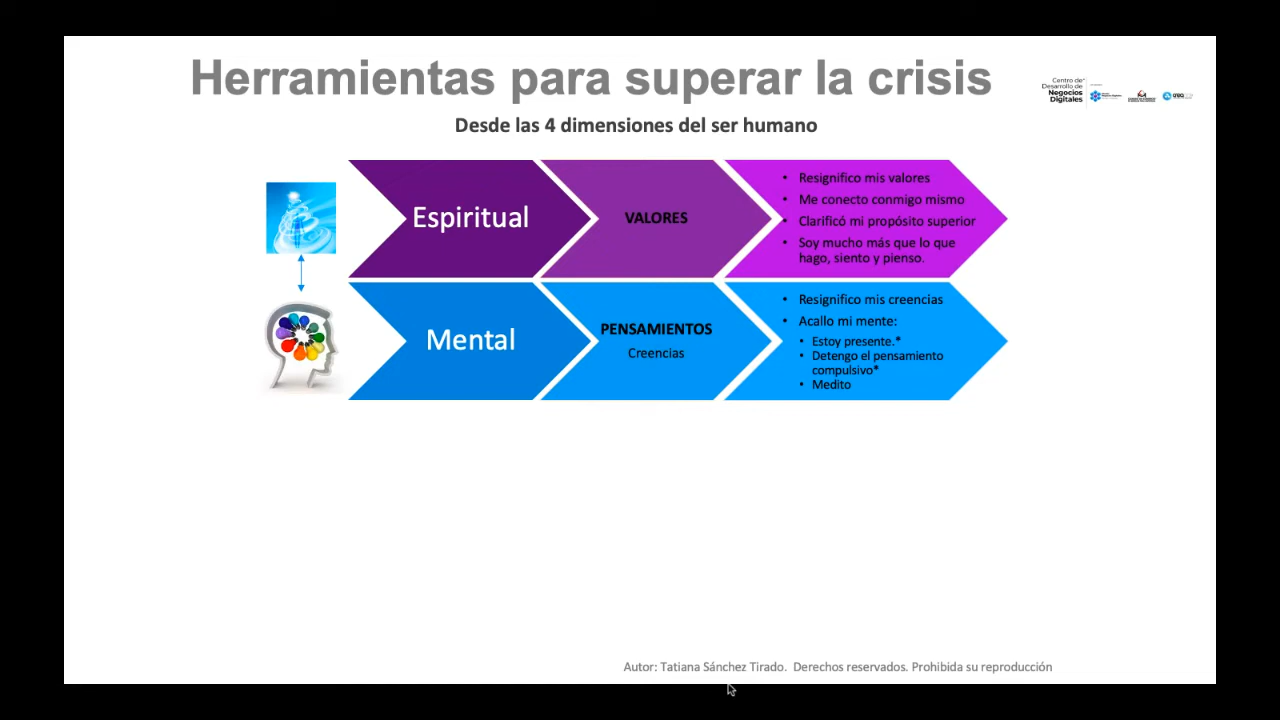 Herramientas para superar la crisis
Centro de
Desarrollo de
Negocios
Digitales
Desde las 4 dimensiones del ser humano
Espiritual
VALORES
• Resignifico mis valores
• Me conecto conmigo mismo
• Clarificó mi propósito superior
• Soy mucho más que lo que
hago, siento y pienso.
Mental
PENSAMIENTOS
Creencias
• Resignifico mis creencias
• Acallo mi mente:
• Estoy presente.*
• Detengo el pensamiento
compulsivo*
• Medito
Autor: Tatiana Sánchez Tirado. Derechos reservados. Prohibida su reproducción